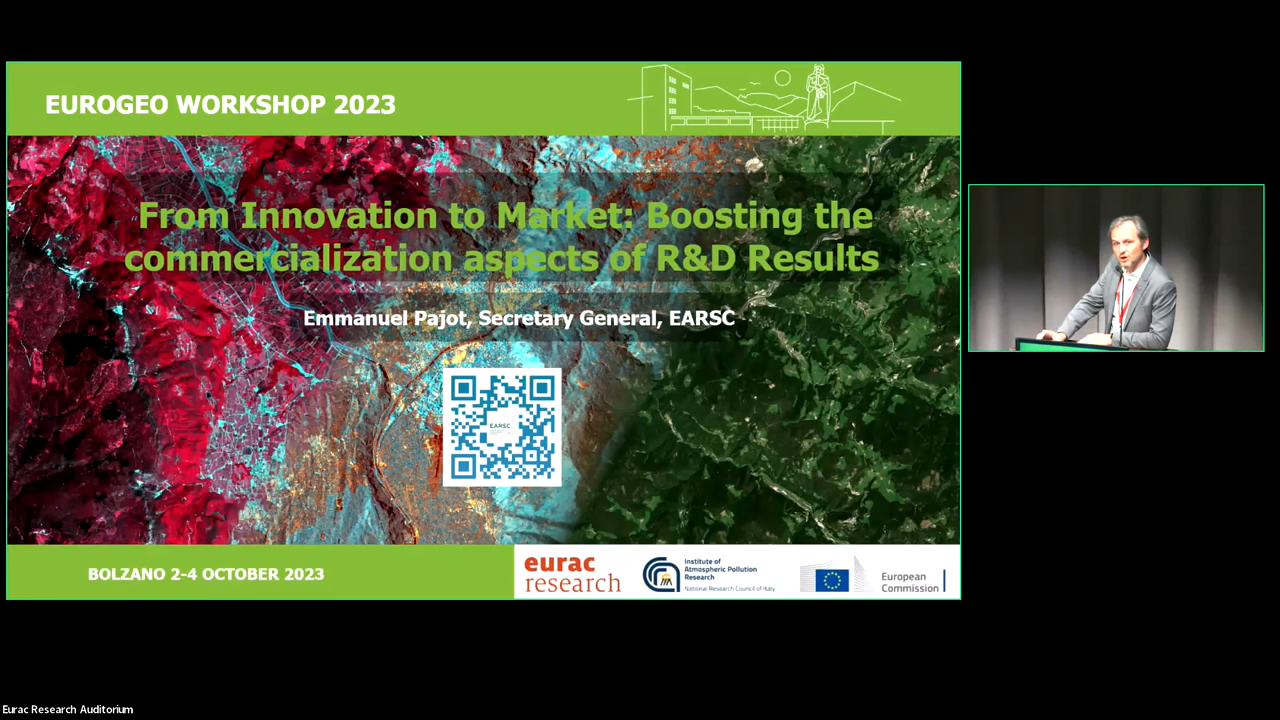 EUROGEO WORKSHOP 2023
From Innovation to Market: Boosting the
commercialization aspects of R&D Results
Emmanuel Pajot, Secretary General, EARSC
EARSC
BOLZANO 2-4 OCTOBER 2023
eurac
research
Institute of
Atmospheric Pollution
Research
National Research Council of Italy
European
Commission
Eurac Research Auditorium